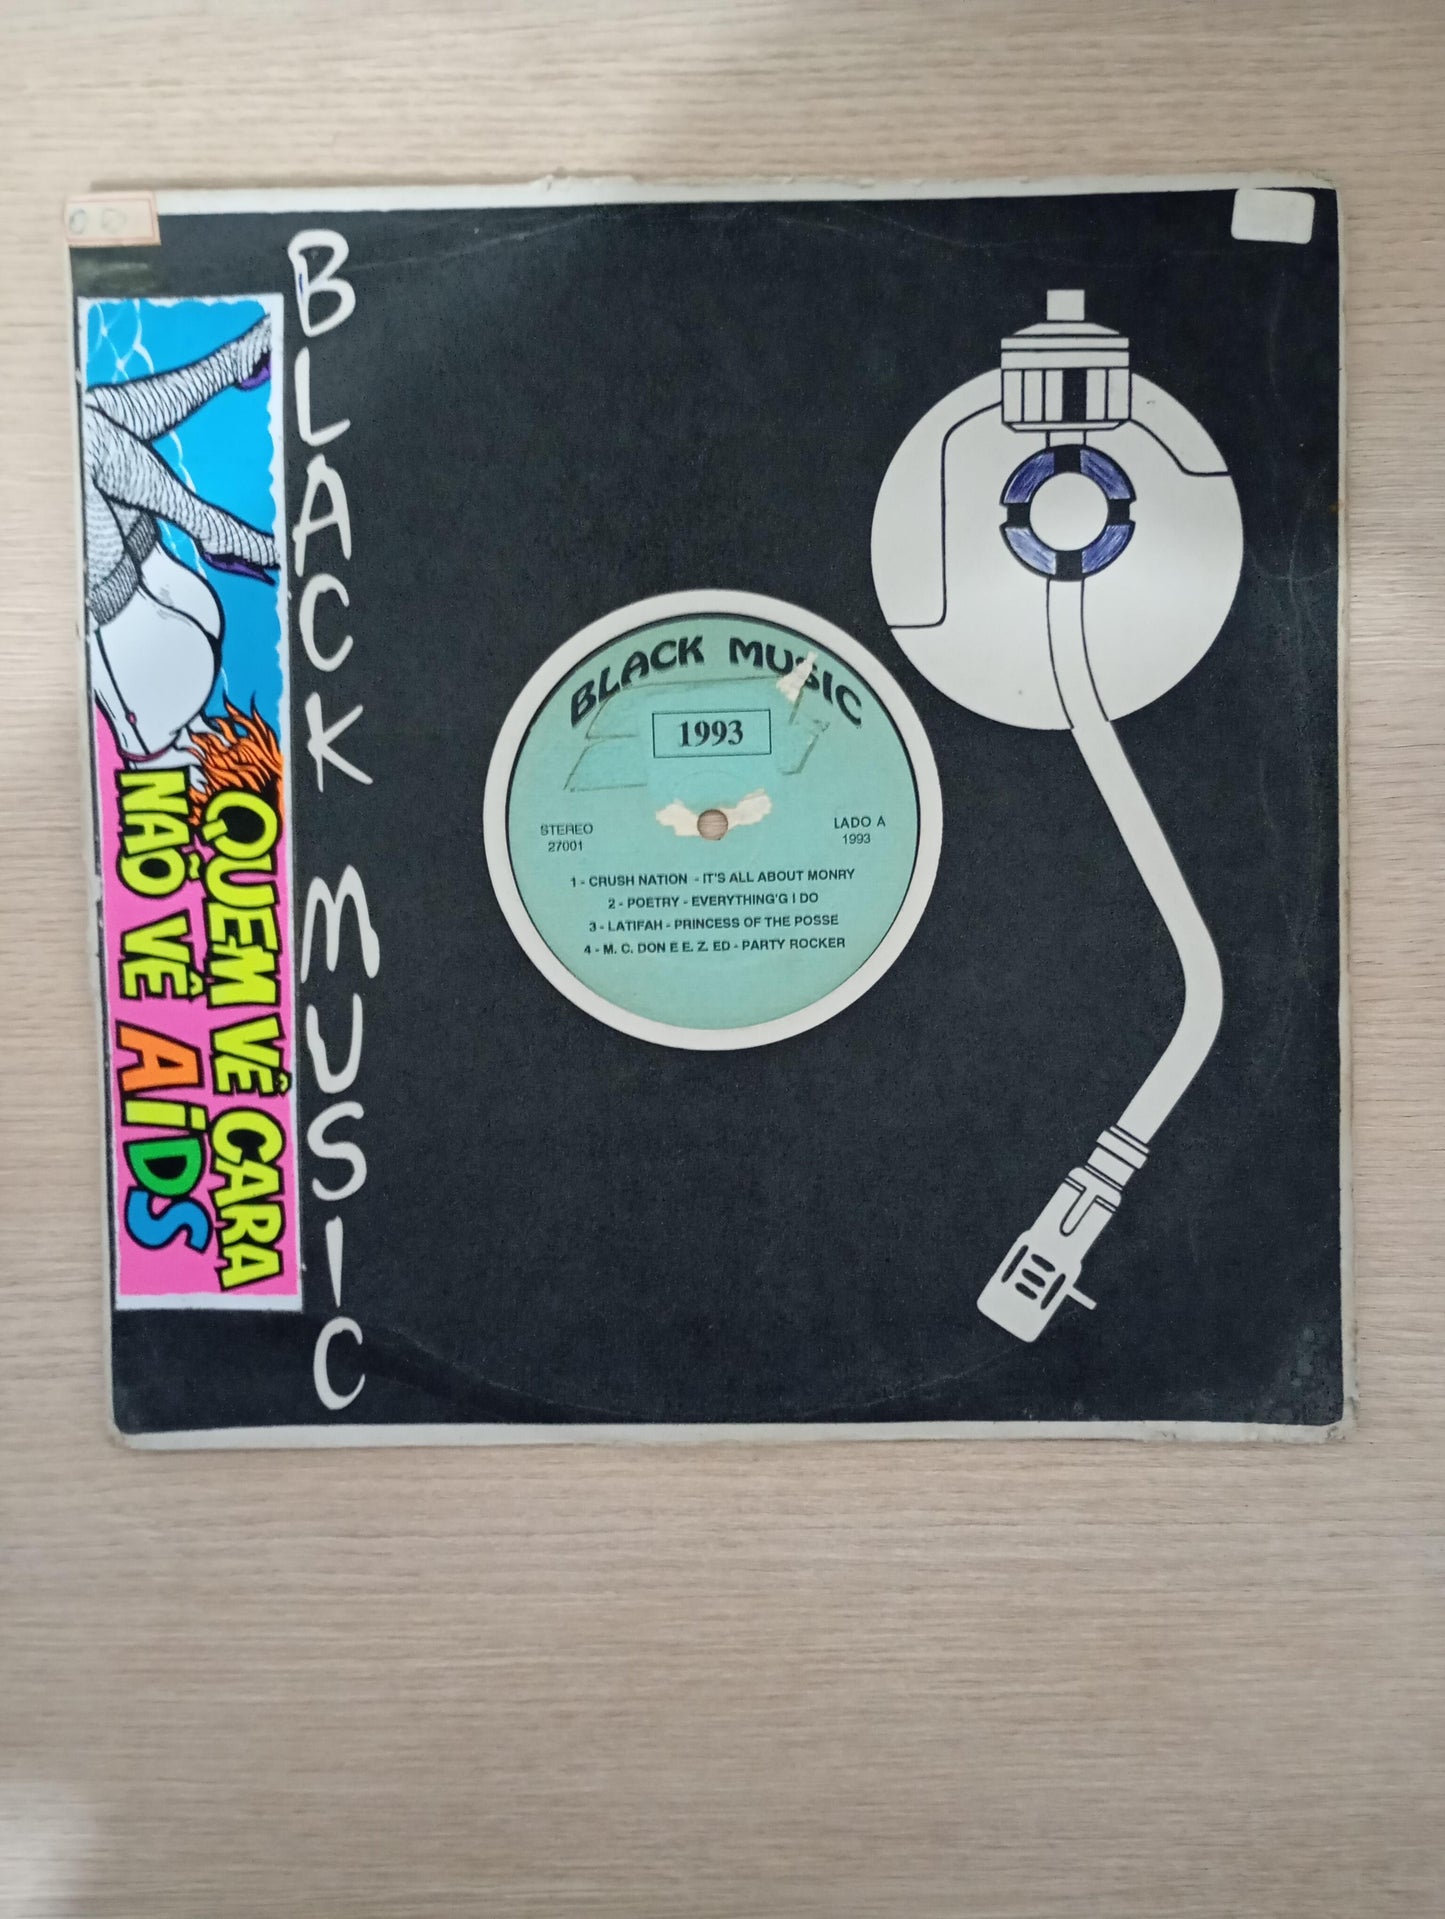 BLACK MUSIC
QUEM VÊ CARA
NÃO VÊ AIDS
BLACK MUSIC
1993
STEREO
27001
LADO A
1993
1 - CRUSH NATION - IT'S ALL ABOUT MONRY
2 - POETRY - EVERYTHING'G I DO
3 - LATIFAH - PRINCESS OF THE POSSE
4 - M. C. DON E E. Z. ED - PARTY ROCKER